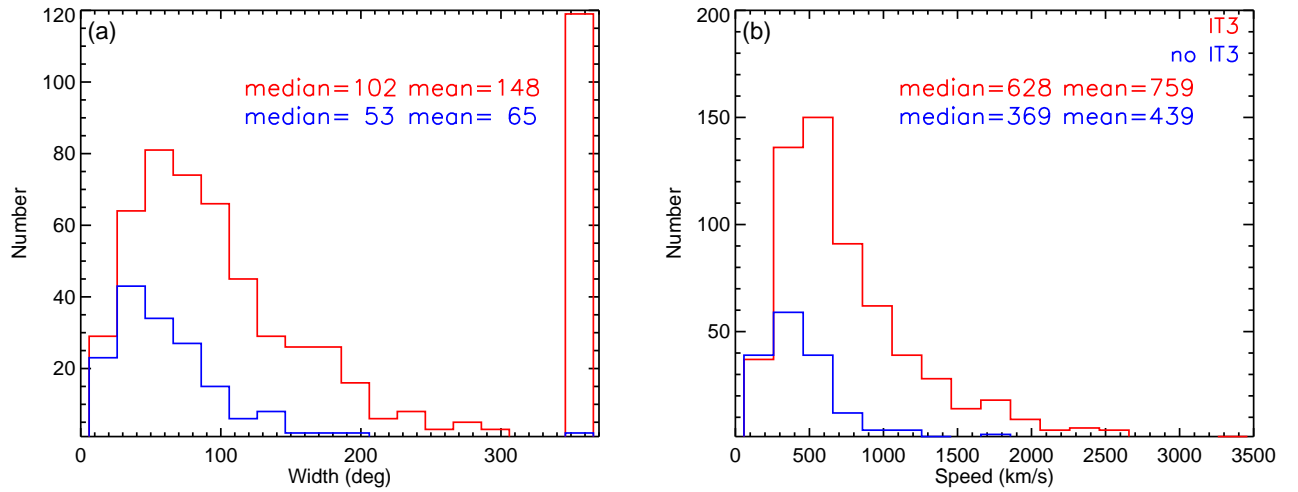 (a)
median=102 mean=148
median= 53 mean= 65
Number
120
100
80
60
40
20
0 100 200 300
Width (deg)
(b)
IT3
no IT3
median=628 mean=759
median=369 mean=439
Number
200
150
100
50
0 500 1000 1500 2000 2500 3000 3500
Speed (km/s)